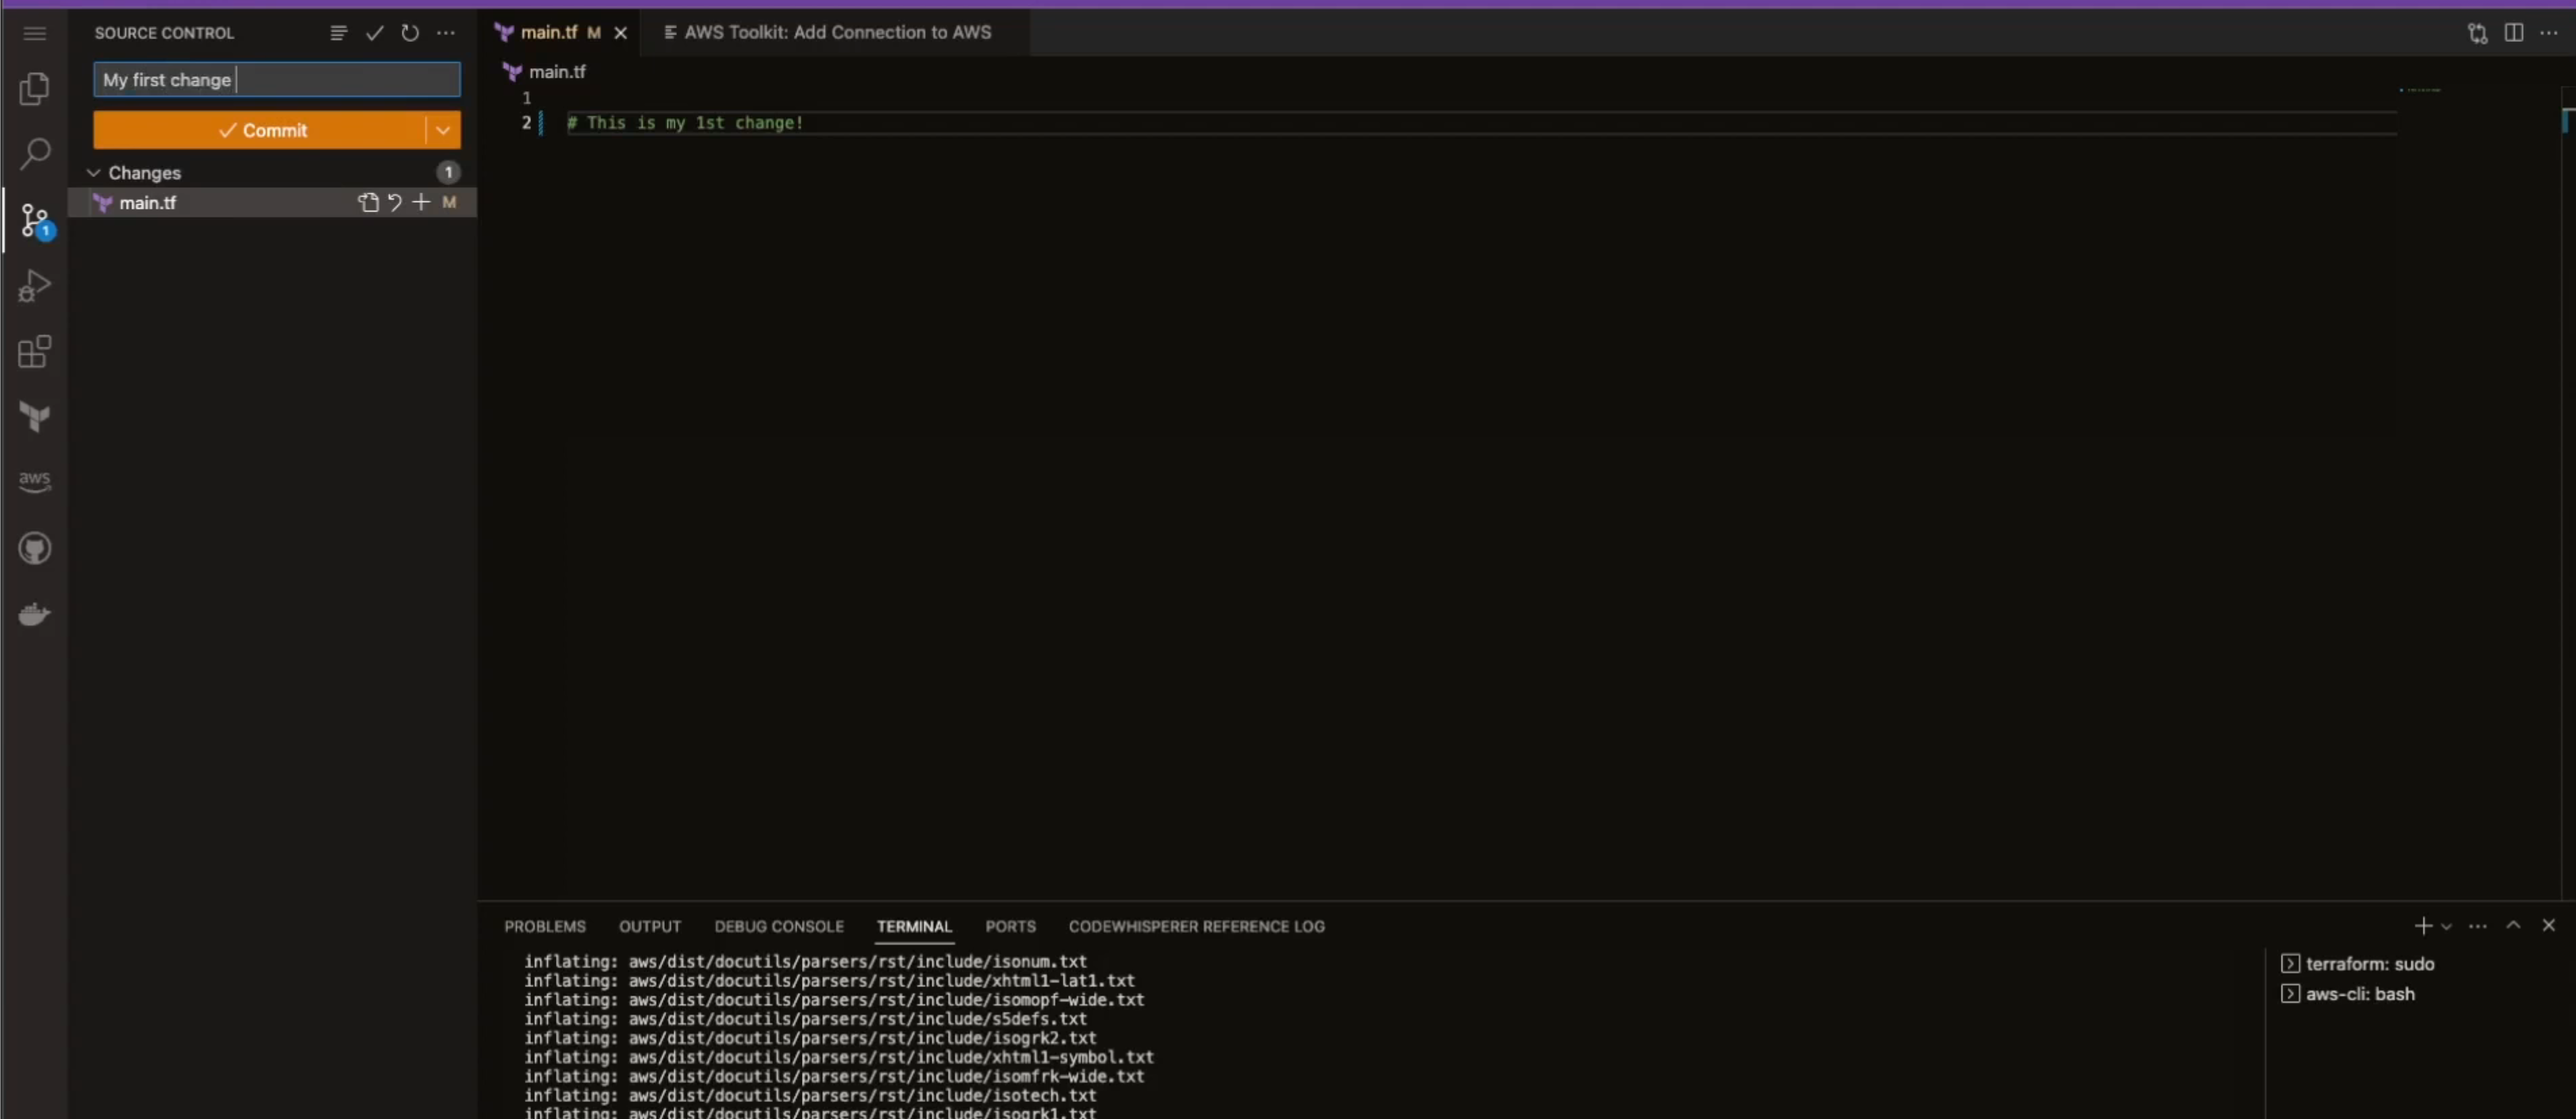 SOURCE CONTROL
My first change
Commit
Changes 1
main.tf M
1
aws
main.tf M
AWS Toolkit: Add Connection to AWS
main.tf
1
2 # This is my 1st change!
PROBLEMS OUTPUT DEBUG CONSOLE TERMINAL PORTS CODEWHISPERER REFERENCE LOG
inflating: aws/dist/docutils/parsers/rst/include/isonum.txt
inflating: aws/dist/docutils/parsers/rst/include/xhtml1-lat1.txt
inflating: aws/dist/docutils/parsers/rst/include/isomopf-wide.txt
inflating: aws/dist/docutils/parsers/rst/include/s5defs.txt
inflating: aws/dist/docutils/parsers/rst/include/isogrk2.txt
inflating: aws/dist/docutils/parsers/rst/include/xhtml1-symbol.txt
inflating: aws/dist/docutils/parsers/rst/include/isomfrk-wide.txt
inflating: aws/dist/docutils/parsers/rst/include/isotech.txt
inflating: aws/dist/docutils/parsers/rst/include/isogrk1.txt
terraform: sudo
aws-cli: bash